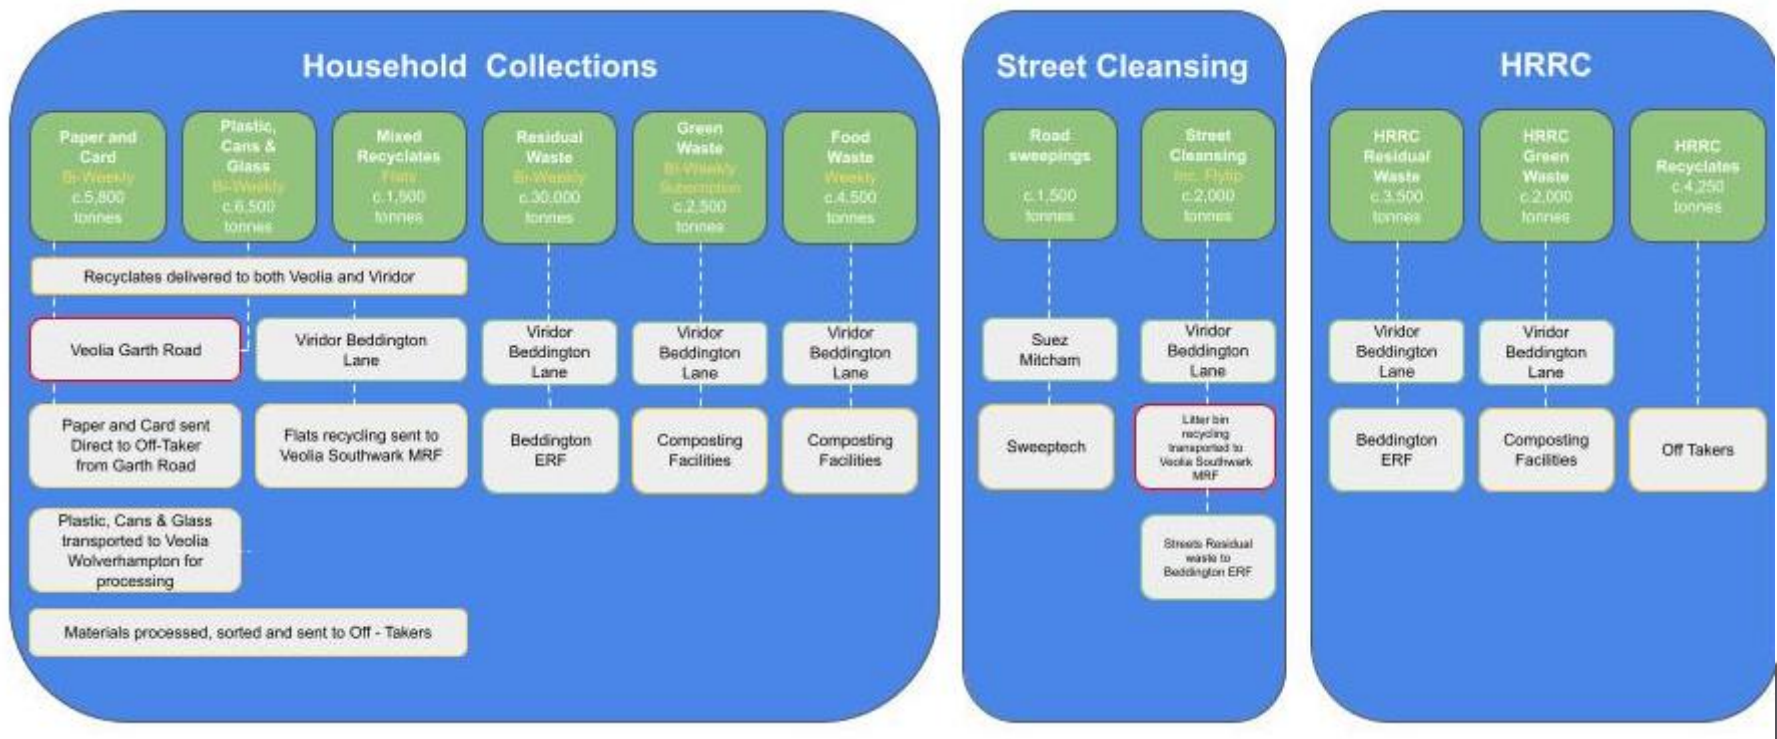 Household Collections
Paper and
Card
Bi-Weekly
c.5,800
tonnes
Plastic,
Cans &
Glass
Bi-Weekly
c.6,500
tonnes
Mixed
Recyclates
Flats
c.1,500
tonnes
Residual
Waste
Bi-Weekly
c.30,000
tonnes
Green
Waste
Bi-Weekly
Subsmption
c.2,500
tonnes
Food
Waste
Weekly
c.4,500
tonnes
Recyclates delivered to both Veolia and Viridor
Veolia Garth Road
Viridor Beddington
Lane
Viridor
Beddington
Lane
Viridor
Beddington
Lane
Viridor
Beddington
Lane
Paper and Card sent
Direct to Off-Taker
from Garth Road
Flats recycling sent to
Veolia Southwark MRF
Beddington
ERF
Composting
Facilities
Composting
Facilities
Plastic, Cans & Glass
transported to Veolia
Wolverhampton for
processing
Materials processed, sorted and sent to Off - Takers
Street Cleansing
Road
sweepings
c.1,500
tonnes
Street
Cleansing
Inc. Flytip
c.2,000
tonnes
Suez
Mitcham
Viridor
Beddington
Lane
Sweeptech
Litter bin
recycling
transported to
Veolia Southwark
MRF
Streets Residual
waste to
Beddington ERF
HRRC
HRRC
Residual
Waste
c.3,500
tonnes
HRRC
Green
Waste
c.2,000
tonnes
HRRC
Recyclates
c.4,250
tonnes
Viridor
Beddington
Lane
Viridor
Beddington
Lane
Beddington
ERF
Composting
Facilities
Off Takers